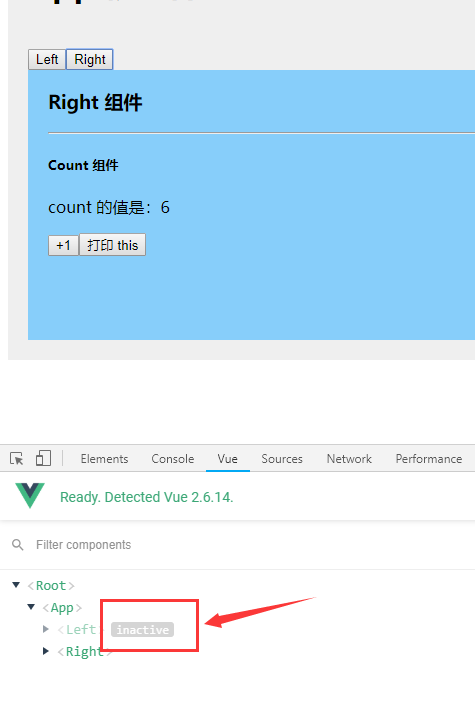 Left Right
Right 组件
Count 组件
count 的值是：6
+1 打印 this
Elements Console Vue Sources Network Performance
Ready. Detected Vue 2.6.14.
Filter components
<Root>
<App>
<Left> inactive
<Right>